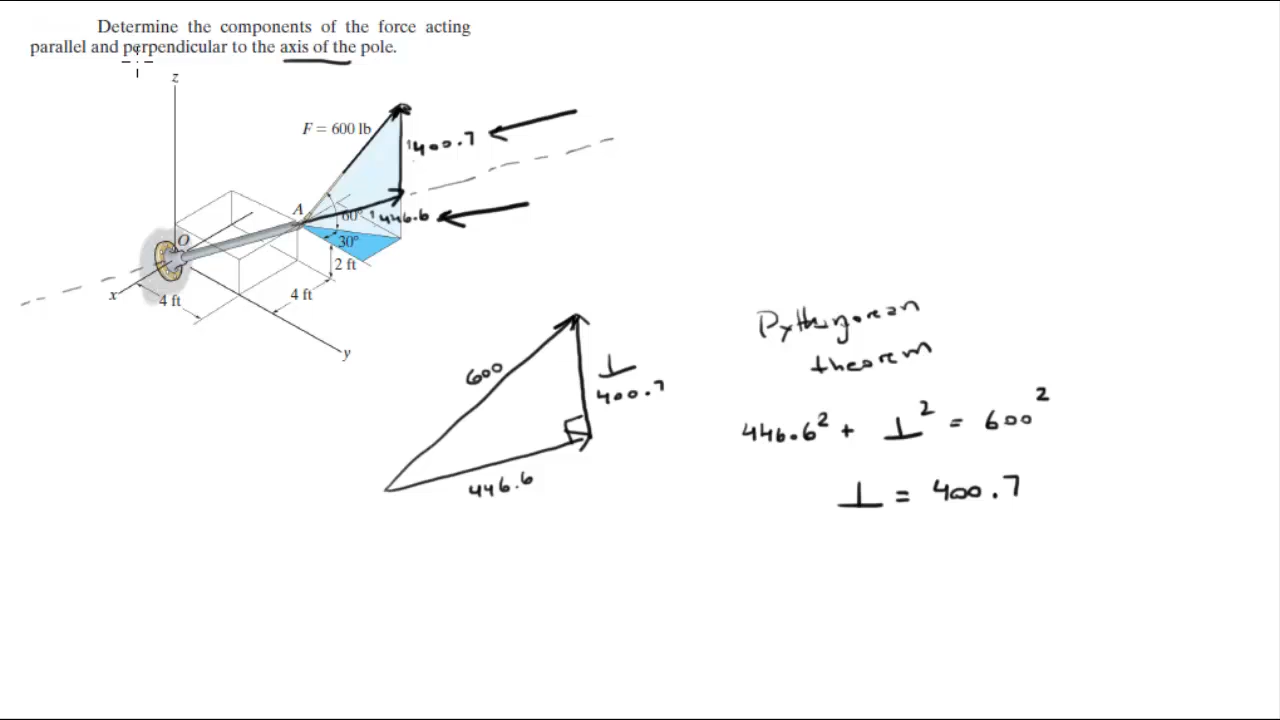 Determine the components of the force acting
parallel and perpendicular to the axis of the pole.
z
F = 600 lb
400.7
A
60°
446.6
O
30°
2 ft
x
4 ft
4 ft
y
600
⊥
400.7
446.6
Pythagorean
theorem
446.6² + ⊥² = 600²
⊥ = 400.7